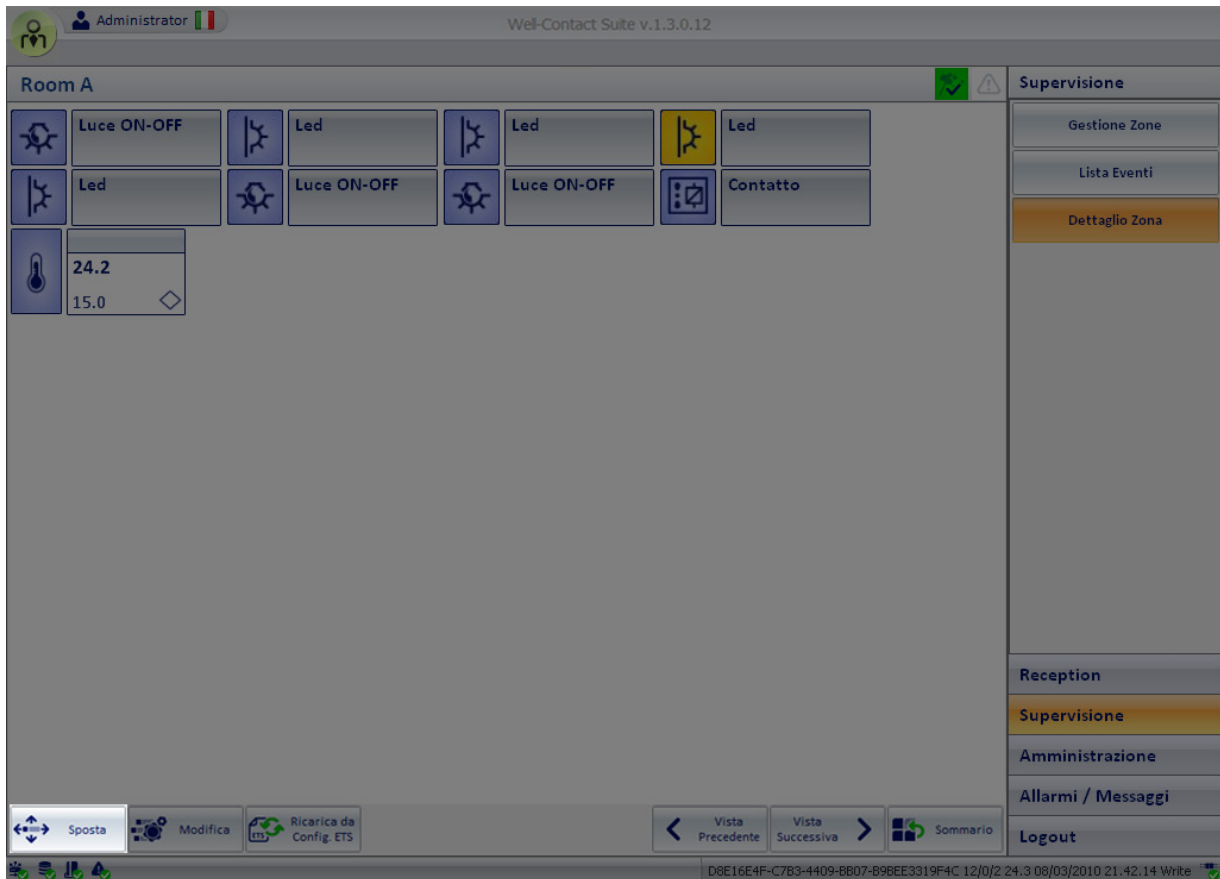 Administrator
Well-Contact Suite v.1.3.0.12
Room A
Supervisione
Luce ON-OFF
Led
Led
Led
Gestione Zone
Lista Eventi
Led
Luce ON-OFF
Luce ON-OFF
Contatto
Dettaglio Zona
24.2
15.0
Reception
Supervisione
Amministrazione
Allarmi / Messaggi
Logout
Sposta
Modifica
ETS
Ricarica da
Config. ETS
Vista
Precedente
Vista
Successiva
Sommario
D8E16E4F-C7B3-4409-BB07-B9BEE3319F4C 12/0/2 24.3 08/03/2010 21.42.14 Write